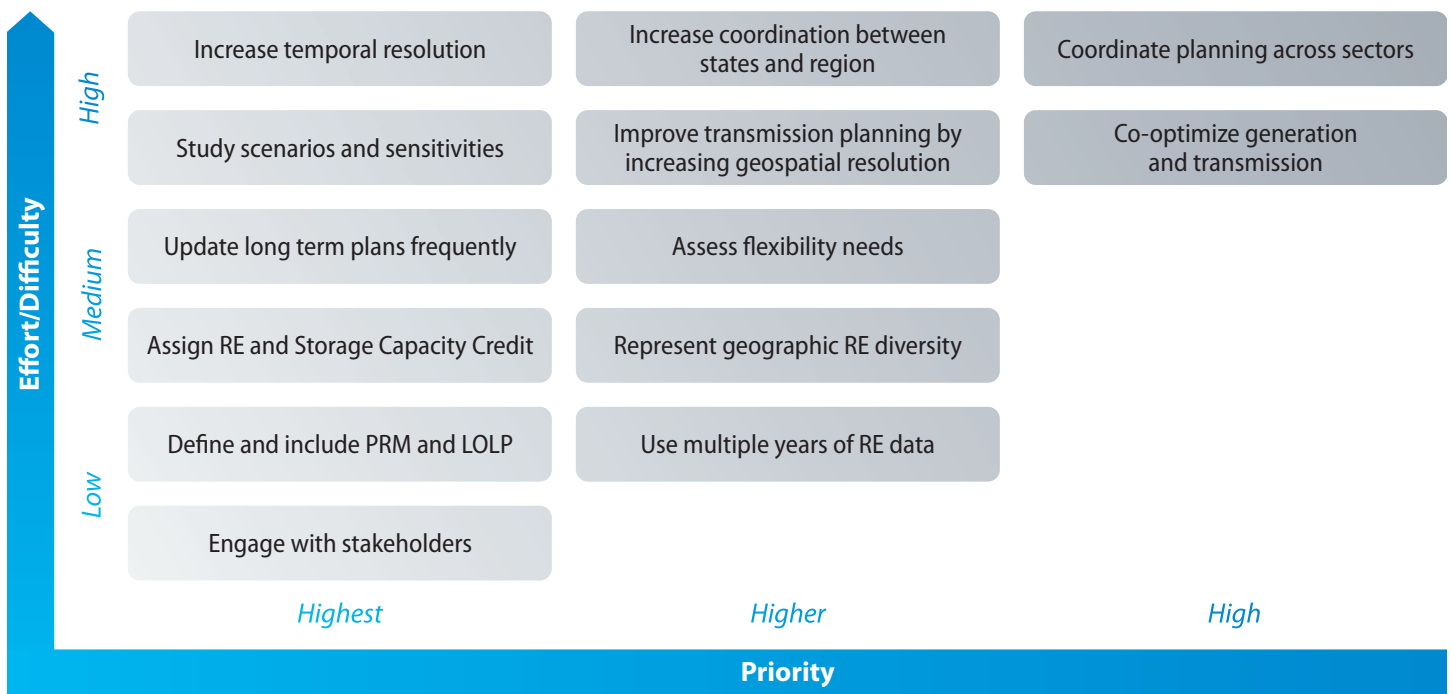 Effort/Difficulty
High
Medium
Low
Increase temporal resolution
Increase coordination between
states and region
Coordinate planning across sectors
Study scenarios and sensitivities
Improve transmission planning by
increasing geospatial resolution
Co-optimize generation
and transmission
Update long term plans frequently
Assess flexibility needs
Assign RE and Storage Capacity Credit
Represent geographic RE diversity
Define and include PRM and LOLP
Use multiple years of RE data
Engage with stakeholders
Highest
Higher
High
Priority